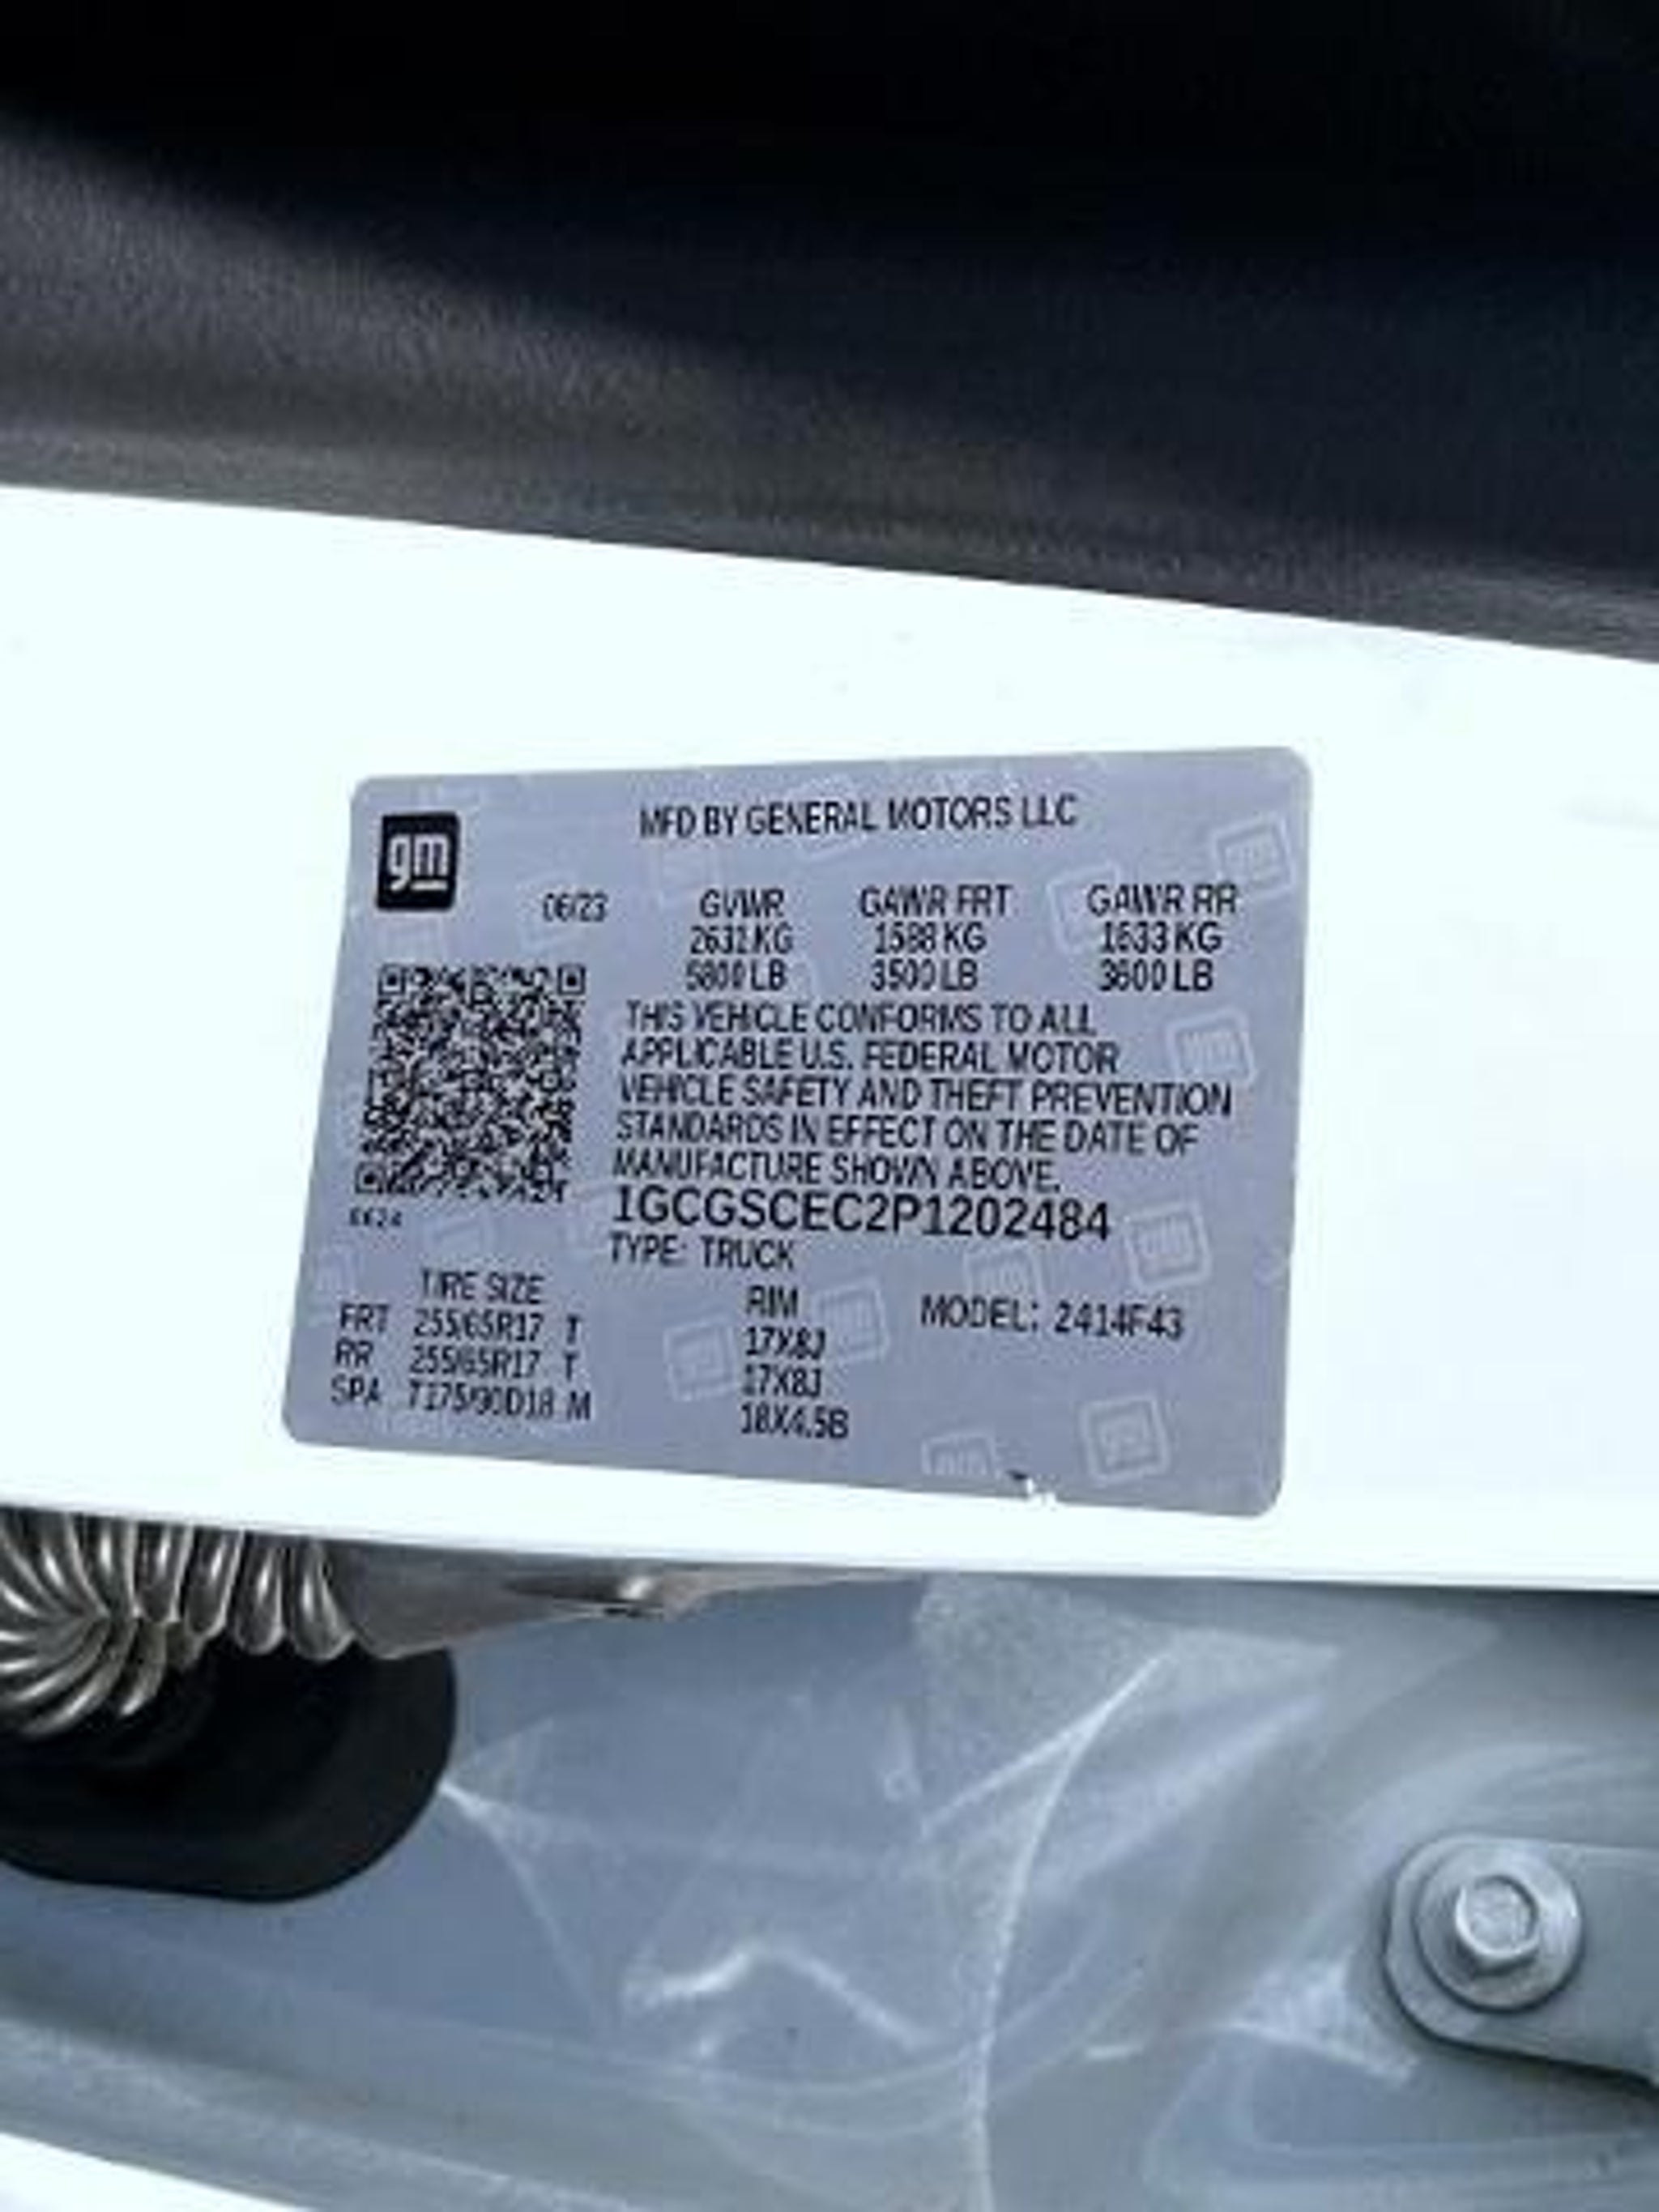 gm
MFD BY GENERAL MOTORS LLC
06/23 GVWR GAWR FRT GAWR RR
2631 KG 1588 KG 1633 KG
5800 LB 3500 LB 3600 LB
THIS VEHICLE CONFORMS TO ALL
APPLICABLE U.S. FEDERAL MOTOR
VEHICLE SAFETY AND THEFT PREVENTION
STANDARDS IN EFFECT ON THE DATE OF
MANUFACTURE SHOWN ABOVE.
1GCGSCEC2P1202484
TYPE: TRUCK
TIRE SIZE RIM MODEL: 2414F43
FRT 255/65R17 T 17X8J
RR 255/65R17 T 17X8J
SPA T175/90D18 M 18X4.5B